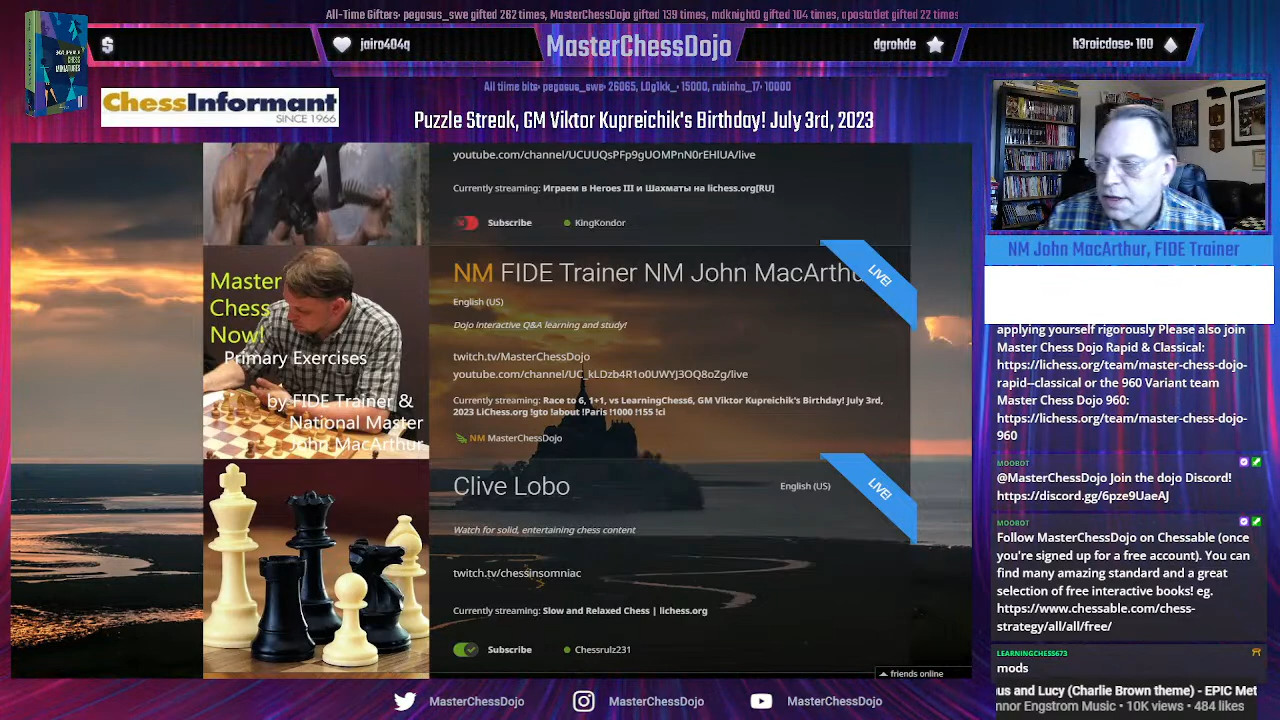 All-Time Gifters• pegasus_swe gifted 262 times, MasterChessDojo gifted 139 times, mdknight0 gifted 104 times, apostatlet gifted 22 times
$
jairo404q
MasterChessDojo
dgrohde
h3roicdose• 100
All time bits• pegasus_swe• 26065, L0g1kk_• 15000, rubinho_17• 10000
ChessInformant
SINCE 1966
Puzzle Streak, GM Viktor Kupreichik's Birthday! July 3rd, 2023
youtube.com/channel/UCUUQsPFp9gUOMPnN0rEHlUA/live
Currently streaming: Играем в Heroes III и Шахматы на lichess.org[RU]
Subscribe
KingKondor
Master
Chess
Now!
Primary Exercises
by FIDE Trainer &
National Master
John MacArthur
NM FIDE Trainer NM John MacArthu
LIVE!
English (US)
Dojo interactive Q&A learning and study!
twitch.tv/MasterChessDojo
youtube.com/channel/UC_kLDzb4R1o0UWYJ3OQ8oZg/live
Currently streaming: Race to 6, 1+1, vs LearningChess6, GM Viktor Kupreichik's Birthday! July 3rd,
2023 LiChess.org !gto !about !Paris !1000 !155 !ci
NM MasterChessDojo
Clive Lobo
English (US)
LIVE!
Watch for solid, entertaining chess content
twitch.tv/chessinsomniac
Currently streaming: Slow and Relaxed Chess | lichess.org
Subscribe
Chessrulz231
friends online
NM John MacArthur, FIDE Trainer
applying yourself rigorously Please also join
Master Chess Dojo Rapid & Classical:
https://lichess.org/team/master-chess-dojo-
rapid--classical or the 960 Variant team
Master Chess Dojo 960:
https://lichess.org/team/master-chess-dojo-
960
MOOBOT
@MasterChessDojo Join the dojo Discord!
https://discord.gg/6pze9UaeAJ
MOOBOT
Follow MasterChessDojo on Chessable (once
you're signed up for a free account). You can
find many amazing standard and a great
selection of free interactive books! eg.
https://www.chessable.com/chess-
strategy/all/all/free/
LEARNINGCHESS673
mods
us and Lucy (Charlie Brown theme) - EPIC Met
nnor Engstrom Music • 10K views • 484 likes
MasterChessDojo
MasterChessDojo
MasterChessDojo